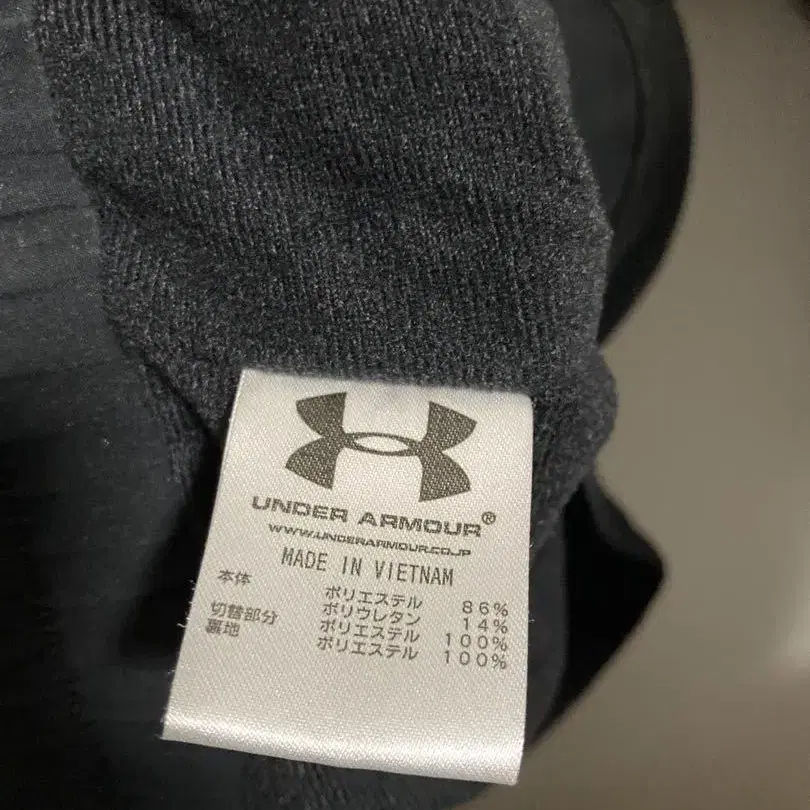 UNDER ARMOUR®
WWW.UNDERARMOUR.CO.JP
MADE IN VIETNAM
本体 ポリエステル 86%
ポリウレタン 14%
切替部分 ポリエステル 100%
裏地 ポリエステル 100%